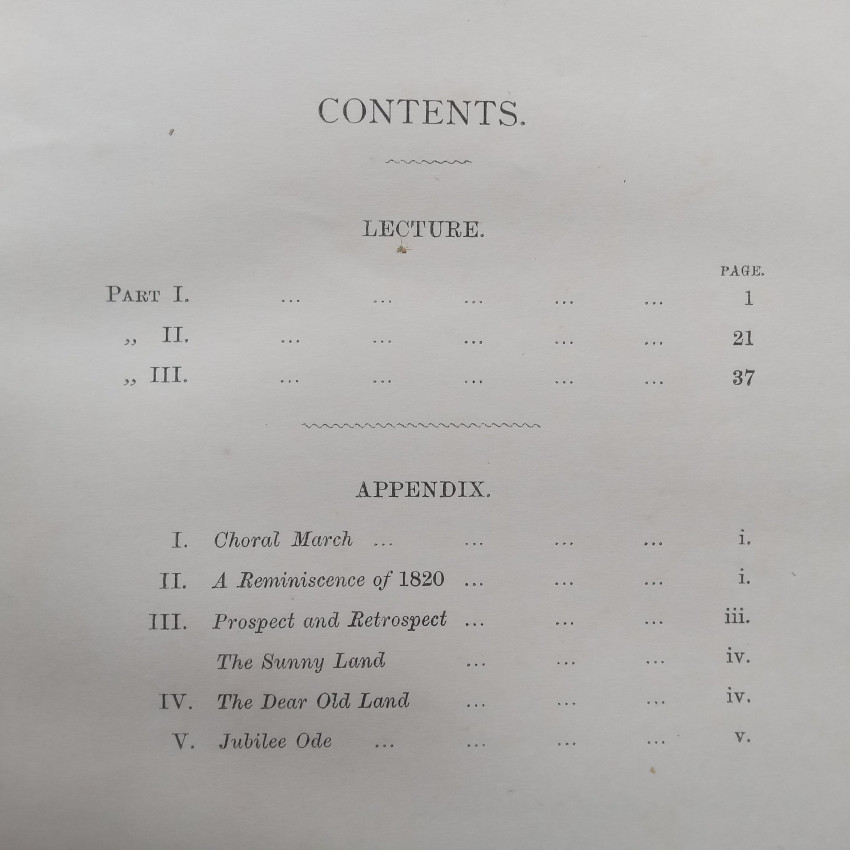 CONTENTS.
LECTURE.
PAGE.
PART I. ... ... ... ... ... 1
„ II. ... ... ... ... ... 21
„ III. ... ... ... ... ... 37
APPENDIX.
I. Choral March ... ... ... ... i.
II. A Reminiscence of 1820 ... ... ... i.
III. Prospect and Retrospect ... ... ... iii.
The Sunny Land ... ... ... iv.
IV. The Dear Old Land ... ... ... iv.
V. Jubilee Ode ... ... ... ... v.